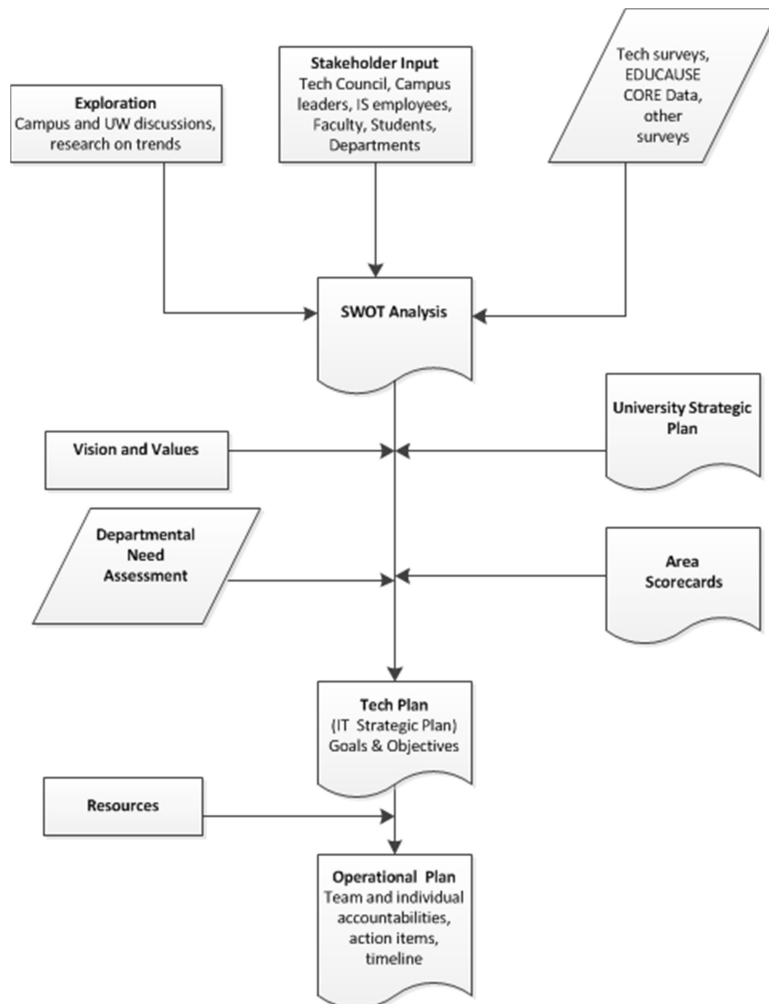 Exploration
Campus and UW discussions,
research on trends
Stakeholder Input
Tech Council, Campus
leaders, IS employees,
Faculty, Students,
Departments
Tech surveys,
EDUCAUSE
CORE Data,
other
surveys
SWOT Analysis
Vision and Values
University Strategic
Plan
Departmental
Need
Assessment
Area
Scorecards
Tech Plan
(IT Strategic Plan)
Goals & Objectives
Resources
Operational Plan
Team and individual
accountabilities,
action items,
timeline